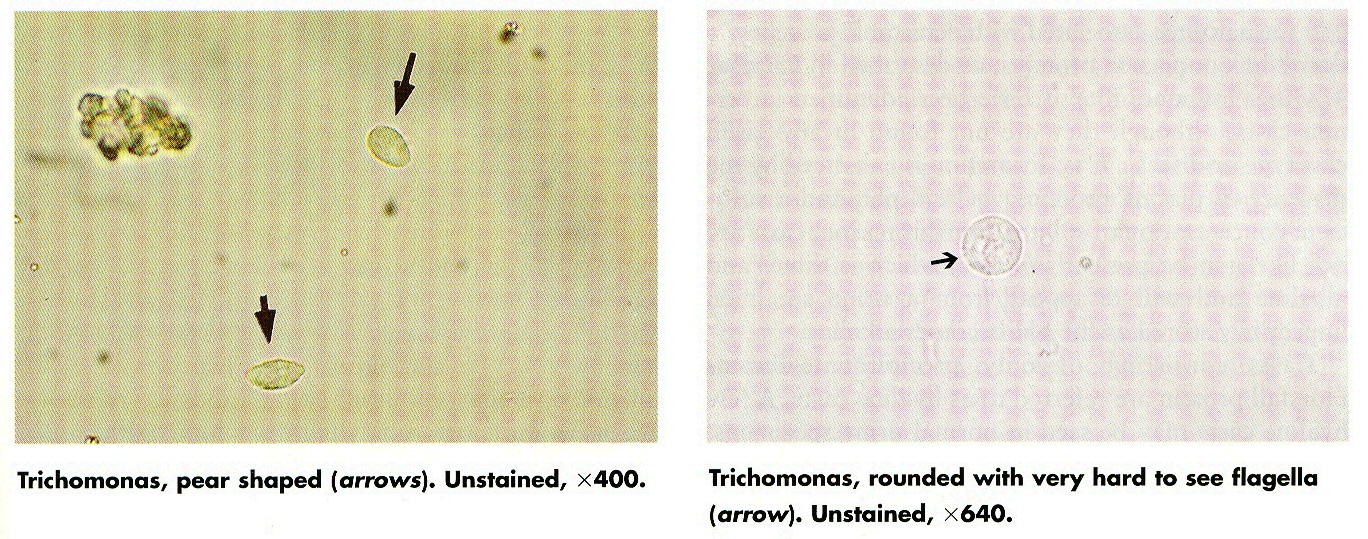 Trichomonas, pear shaped (arrows). Unstained, ×400.
Trichomonas, rounded with very hard to see flagella
(arrow). Unstained, ×640.